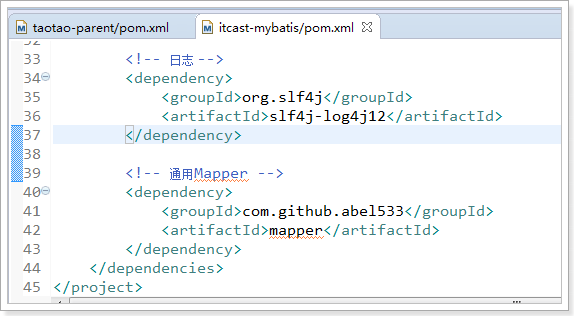 taotao-parent/pom.xml itcast-mybatis/pom.xml
32
33 <!-- 日志 -->
34 <dependency>
35 <groupId>org.slf4j</groupId>
36 <artifactId>slf4j-log4j12</artifactId>
37 </dependency>
38
39 <!-- 通用Mapper -->
40 <dependency>
41 <groupId>com.github.abel533</groupId>
42 <artifactId>mapper</artifactId>
43 </dependency>
44 </dependencies>
45 </project>